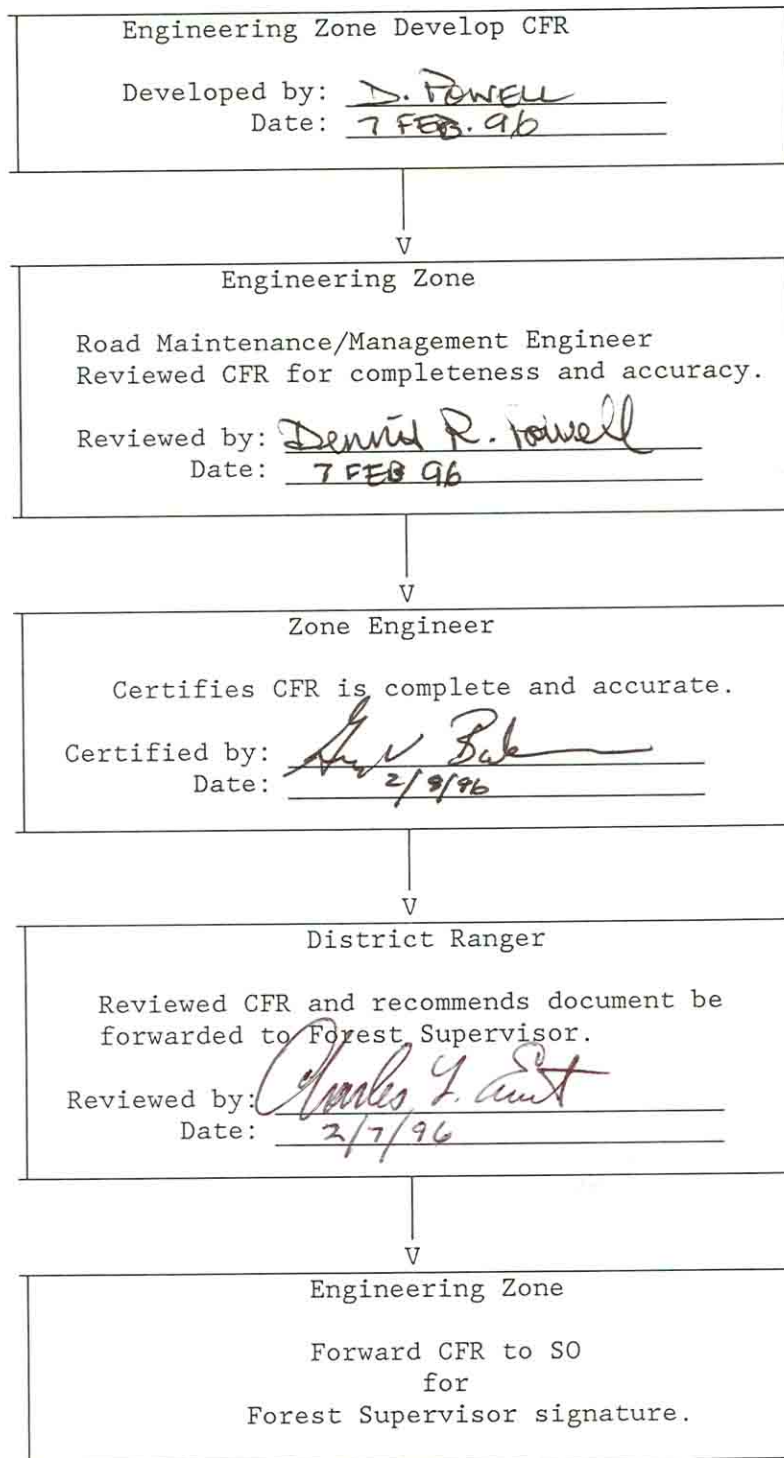 Engineering Zone Develop CFR
Developed by: D. POWELL
Date: 7 FEB. 96
V
Engineering Zone
Road Maintenance/Management Engineer
Reviewed CFR for completeness and accuracy.
Reviewed by: Dennis R. Powell
Date: 7 FEB 96
V
Zone Engineer
Certifies CFR is complete and accurate.
Certified by:
Date: 2/8/96
V
District Ranger
Reviewed CFR and recommends document be
forwarded to Forest Supervisor.
Reviewed by: Charles L.
Date: 2/7/96
V
Engineering Zone
Forward CFR to SO
for
Forest Supervisor signature.